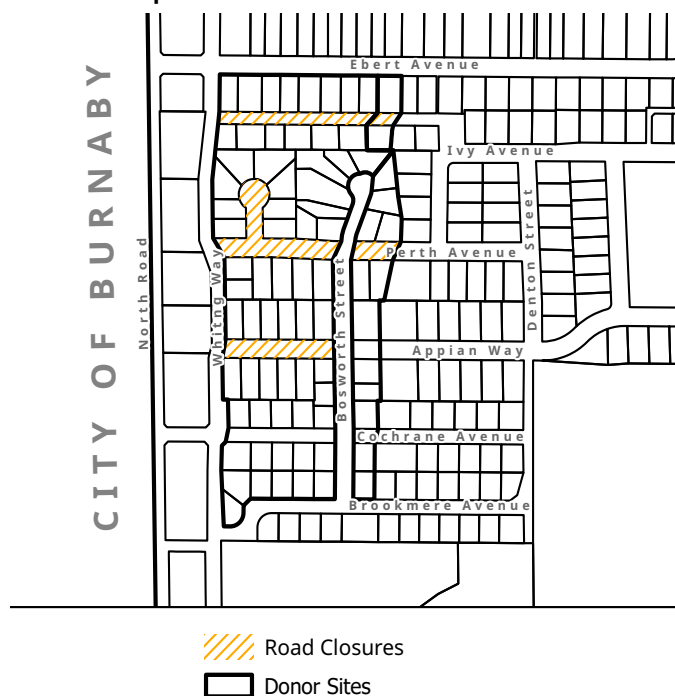 Ebert Avenue
CITY OF BURNABY
Ivy Avenue
North Road
Whitng Way
Bosworth Street
Denton Street
Perth Avenue
Appian Way
Cochrane Avenue
Brookmere Avenue
Road Closures
Donor Sites